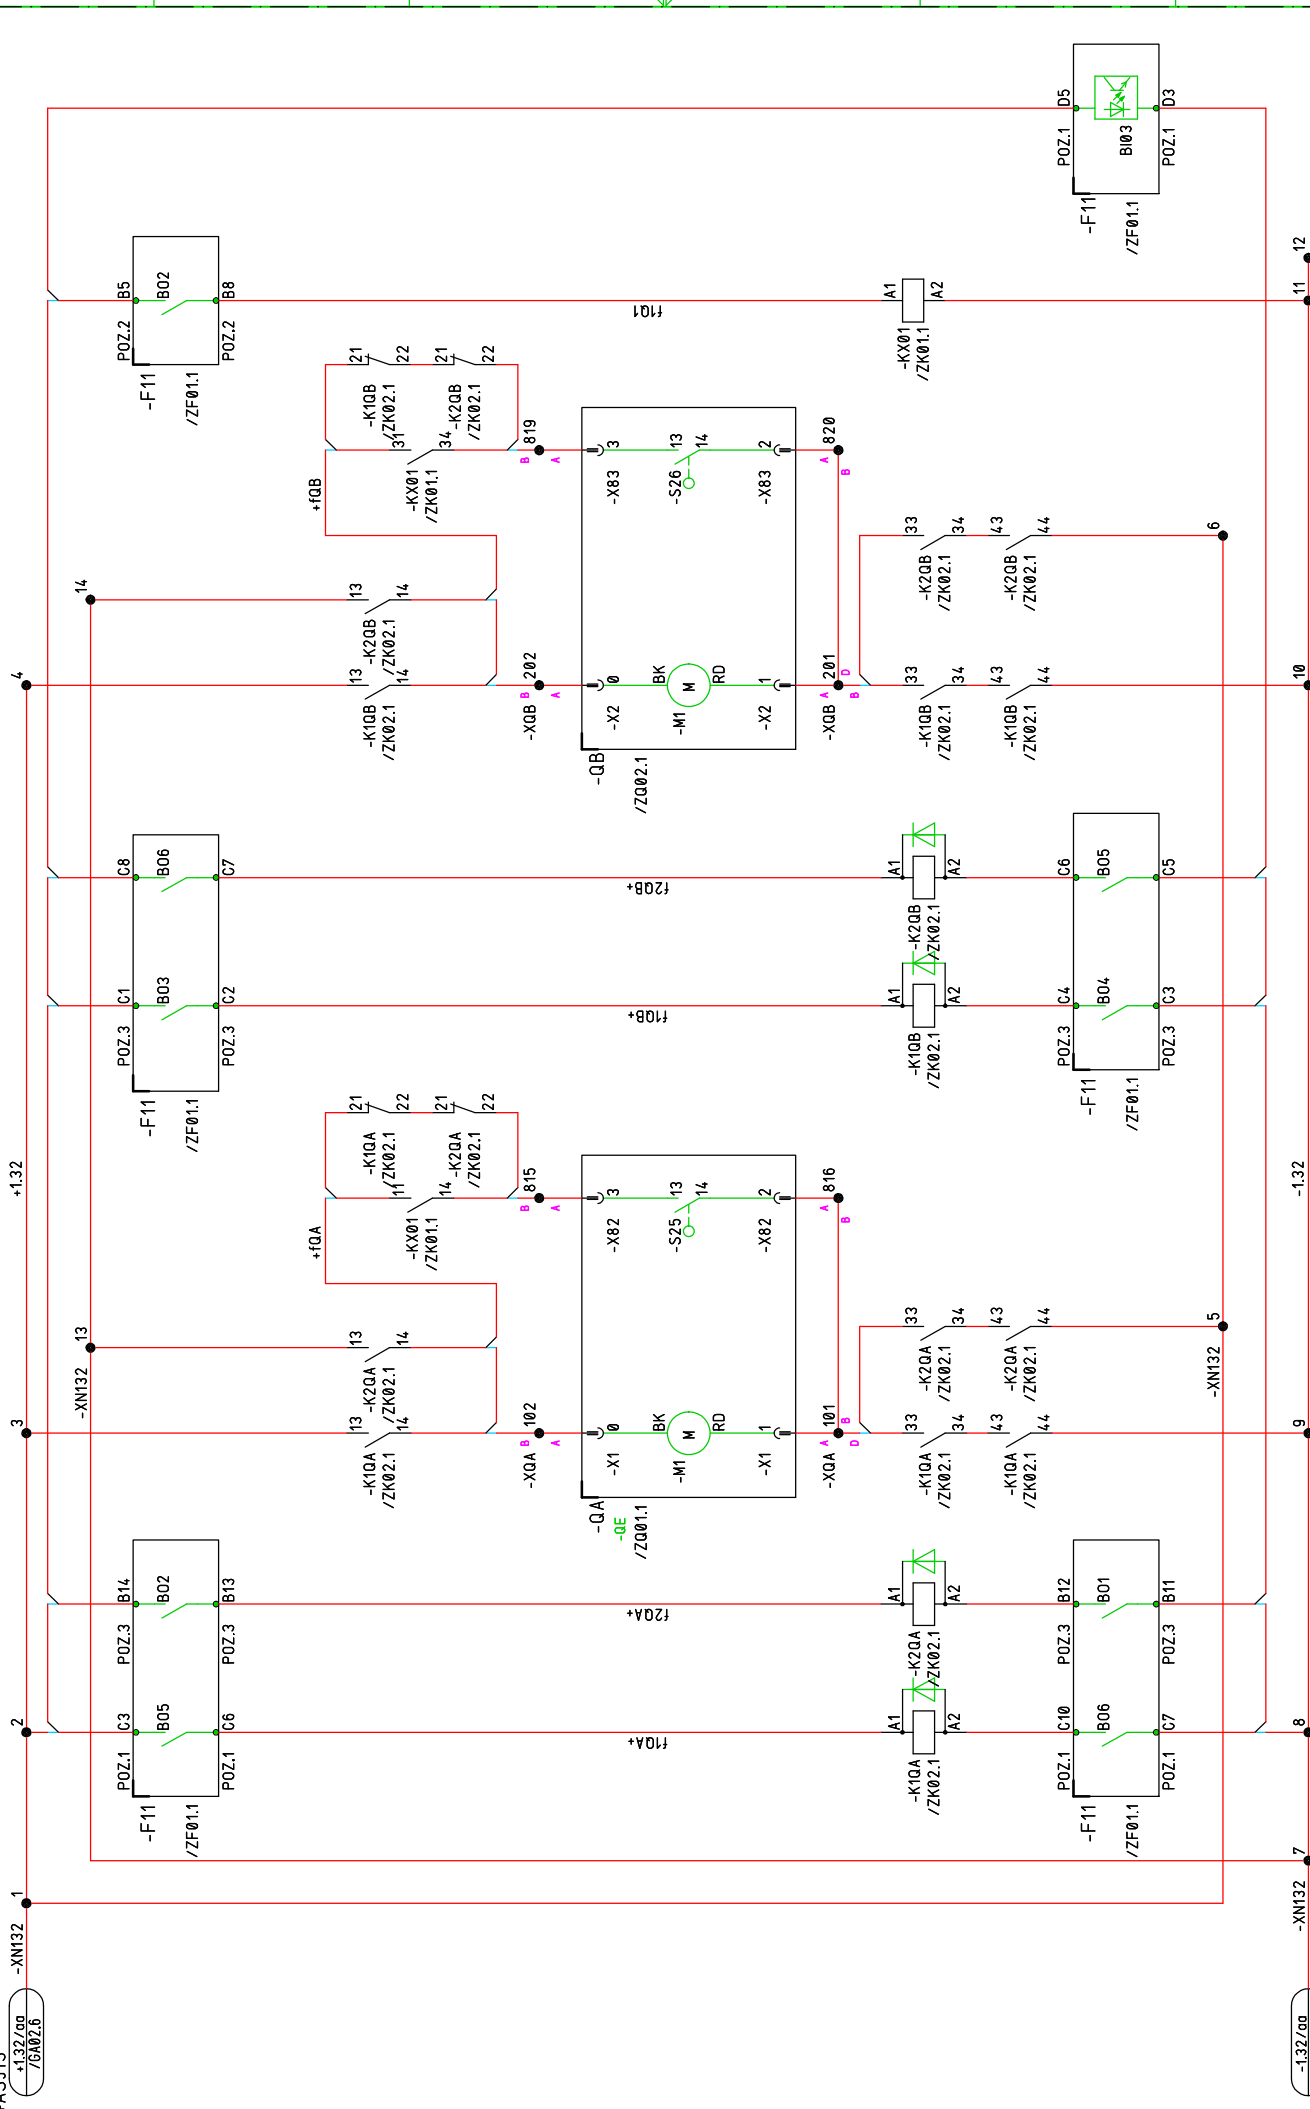 +1.32/aa
/GA02.6
-XN132 1 2 +1.32 3 4
-XN132 13 14
POZ.1 C3 POZ.3 B14 POZ.3 C1 C8 POZ.2 B5
-F11 -F11 -F11
BO5 BO2 BO3 BO6 BO2
/ZF01.1 /ZF01.1 /ZF01.1
POZ.1 C6 POZ.3 B13 POZ.3 C2 C7 POZ.2 B8
+fQA +fQB
13 13 21 13 13 21
-K1QA -K2QA -K1QA -K1QB -K2QB -K1QB
/ZK02.1 /ZK02.1 /ZK02.1 /ZK02.1 /ZK02.1 /ZK02.1
14 14 11 22 14 14 31 22
-KX01 -KX01
/ZK01.1 /ZK01.1
14 21 34 21
-K2QA -K2QB
/ZK02.1 /ZK02.1
22 22
-XQA B 102 B 815 -XQB B 202 B 819
A A A A
-QA -QB
-QE
/ZQ01.1 /ZQ02.1
-X1 0 -X82 3 -X2 0 -X83 3
f1QA+ f2QA+ f1QB+ f2QB+ f1Q1
BK BK
-M1 M -S25 13 -M1 M -S26 13
14 14
RD RD
-X1 1 -X82 2 -X2 1 -X83 2
-XQA A 101 A 816 -XQB A 201 A 820
D B B B D B
A1 A1 33 33 A1 A1 33 33 A1
-K1QA -K2QA -K1QA -K2QA -K1QB -K2QB -K1QB -K2QB -KX01
/ZK02.1 /ZK02.1 /ZK02.1 /ZK02.1 /ZK02.1 /ZK02.1 /ZK02.1 /ZK02.1 /ZK01.1
A2 A2 34 34 A2 A2 34 34 A2
43 43 43 43
-K1QA -K2QA -K1QB -K2QB
/ZK02.1 /ZK02.1 /ZK02.1 /ZK02.1
44 44 44 44
POZ.1 C10 POZ.3 B12 POZ.3 C4 C6 POZ.1 D5
-F11 -F11 -F11
BO6 BO1 BO4 BO5 BI03
/ZF01.1 /ZF01.1 /ZF01.1
POZ.1 C7 POZ.3 B11 POZ.3 C3 C5 POZ.1 D3
-XN132 5 6
-1.32/aa
-XN132 7 8 9 -1.32 10 11 12